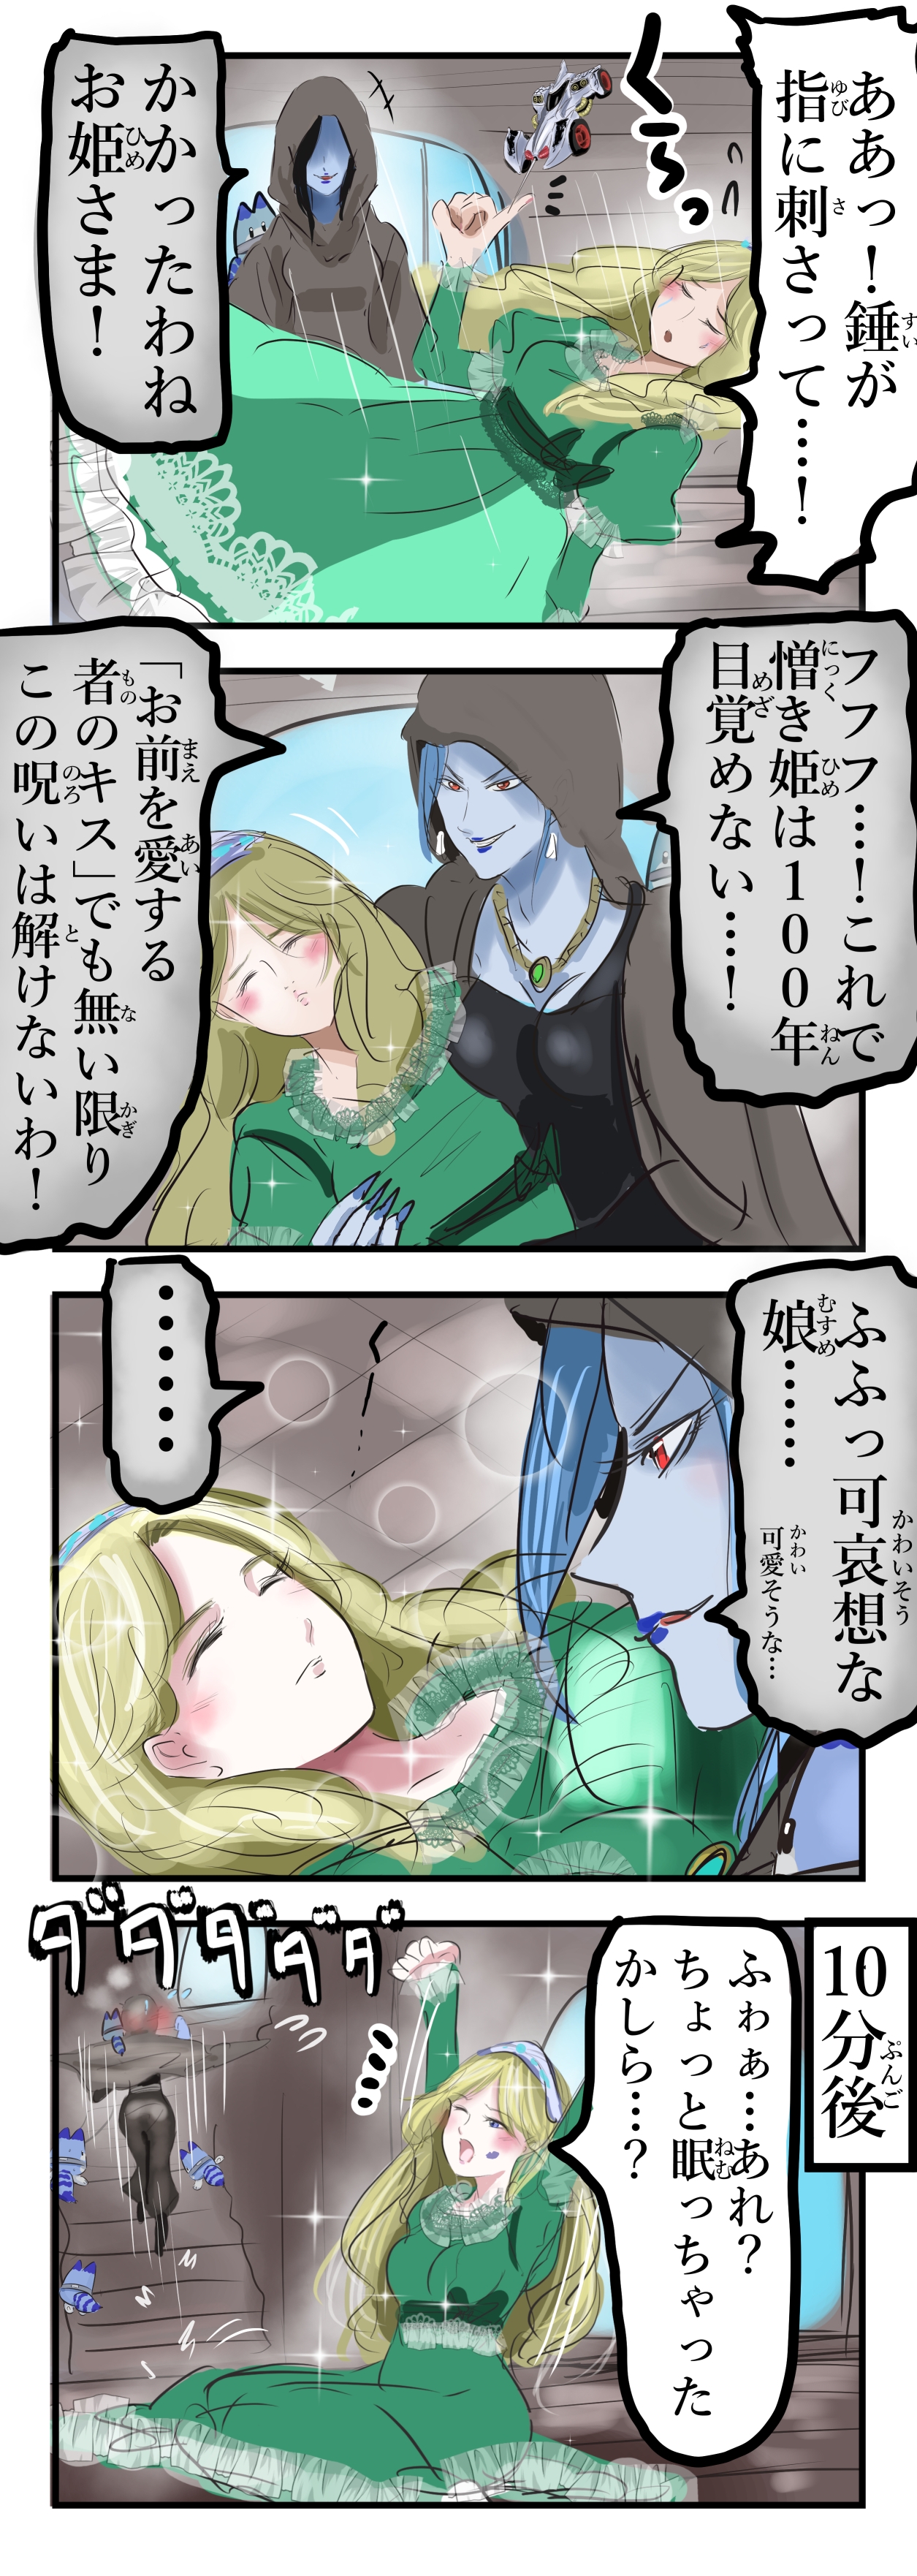 ああっ！錘が
指に刺さって……！
くーらっ
かかったわね
お姫さま！
フフフ…！これで
憎き姫は100年
目覚めない…！
「お前を愛する
者のキス」でも無い限り
この呪いは解けないわ！
ふふっ可哀想な
娘……
可愛そうな…
・・・・・・
10分後
ふわぁ…あれ？
ちょっと眠っちゃった
かしら…？
ダダダダダ